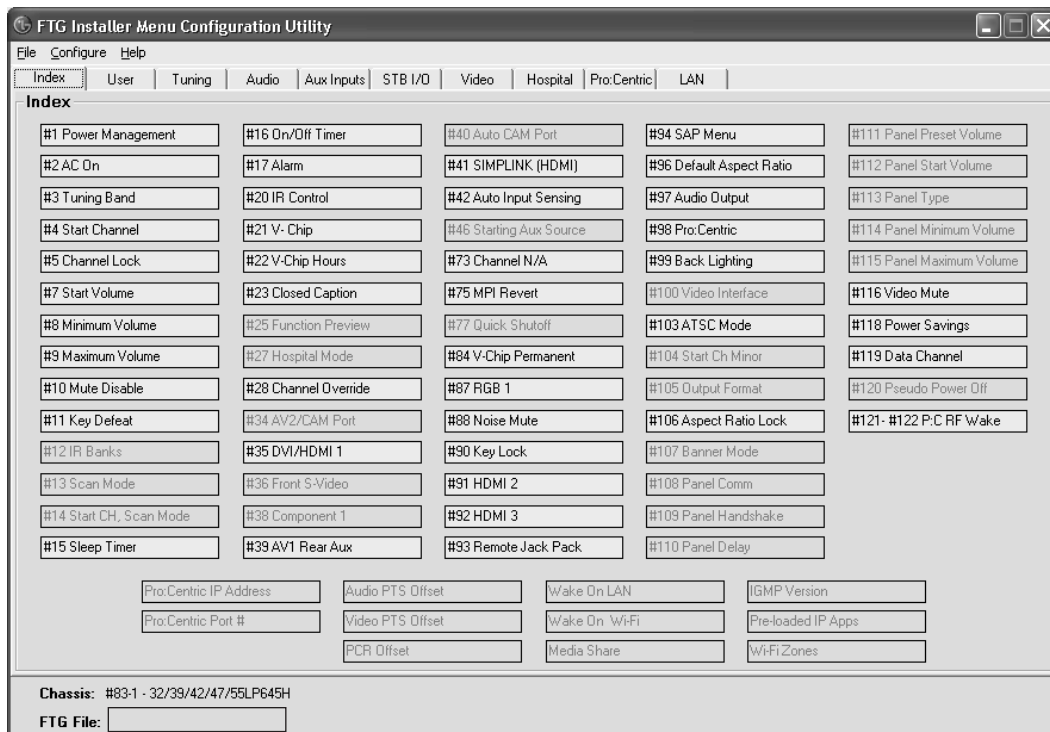 FTG Installer Menu Configuration Utility
File Configure Help
Index User Tuning Audio Aux Inputs STB I/O Video Hospital Pro:Centric LAN
Index
#1 Power Management #16 On/Off Timer #40 Auto CAM Port #94 SAP Menu #111 Panel Preset Volume
#2 AC On #17 Alarm #41 SIMPLINK (HDMI) #96 Default Aspect Ratio #112 Panel Start Volume
#3 Tuning Band #20 IR Control #42 Auto Input Sensing #97 Audio Output #113 Panel Type
#4 Start Channel #21 V- Chip #46 Starting Aux Source #98 Pro:Centric #114 Panel Minimum Volume
#5 Channel Lock #22 V-Chip Hours #73 Channel N/A #99 Back Lighting #115 Panel Maximum Volume
#7 Start Volume #23 Closed Caption #75 MPI Revert #100 Video Interface #116 Video Mute
#8 Minimum Volume #25 Function Preview #77 Quick Shutoff #103 ATSC Mode #118 Power Savings
#9 Maximum Volume #27 Hospital Mode #84 V-Chip Permanent #104 Start Ch Minor #119 Data Channel
#10 Mute Disable #28 Channel Override #87 RGB 1 #105 Output Format #120 Pseudo Power Off
#11 Key Defeat #34 AV2/CAM Port #88 Noise Mute #106 Aspect Ratio Lock #121- #122 P:C RF Wake
#12 IR Banks #35 DVI/HDMI 1 #90 Key Lock #107 Banner Mode
#13 Scan Mode #36 Front S-Video #91 HDMI 2 #108 Panel Comm
#14 Start CH, Scan Mode #38 Component 1 #92 HDMI 3 #109 Panel Handshake
#15 Sleep Timer #39 AV1 Rear Aux #93 Remote Jack Pack #110 Panel Delay
Pro:Centric IP Address Audio PTS Offset Wake On LAN IGMP Version
Pro:Centric Port # Video PTS Offset Wake On Wi-Fi Pre-loaded IP Apps
PCR Offset Media Share Wi-Fi Zones
Chassis: #83-1 - 32/39/42/47/55LP645H
FTG File: